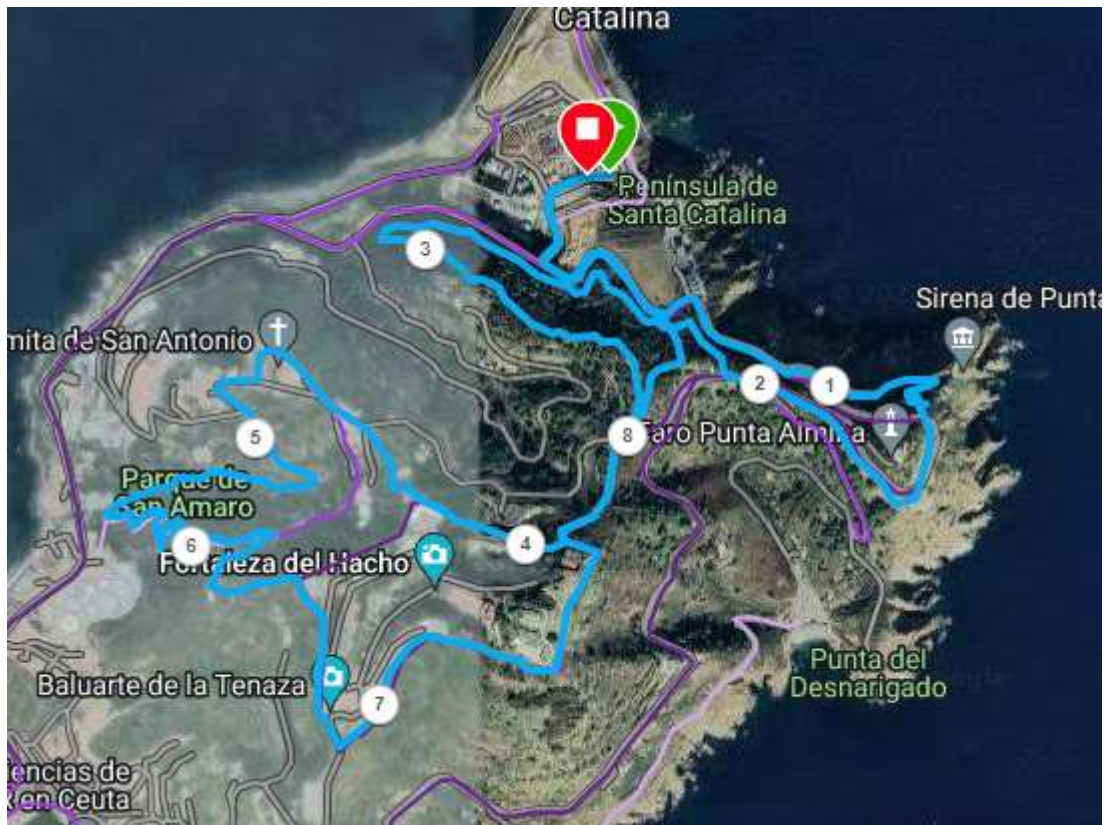 Catalina
Península de
Santa Catalina
3
Sirena de Punta
mita de San Antonio
2
1
5
8
Faro Punta Almina
Parque de
San Amaro
6
4
Fortaleza del Hacho
Punta del
Desnarigado
Baluarte de la Tenaza
7
iencias de
R en Ceuta